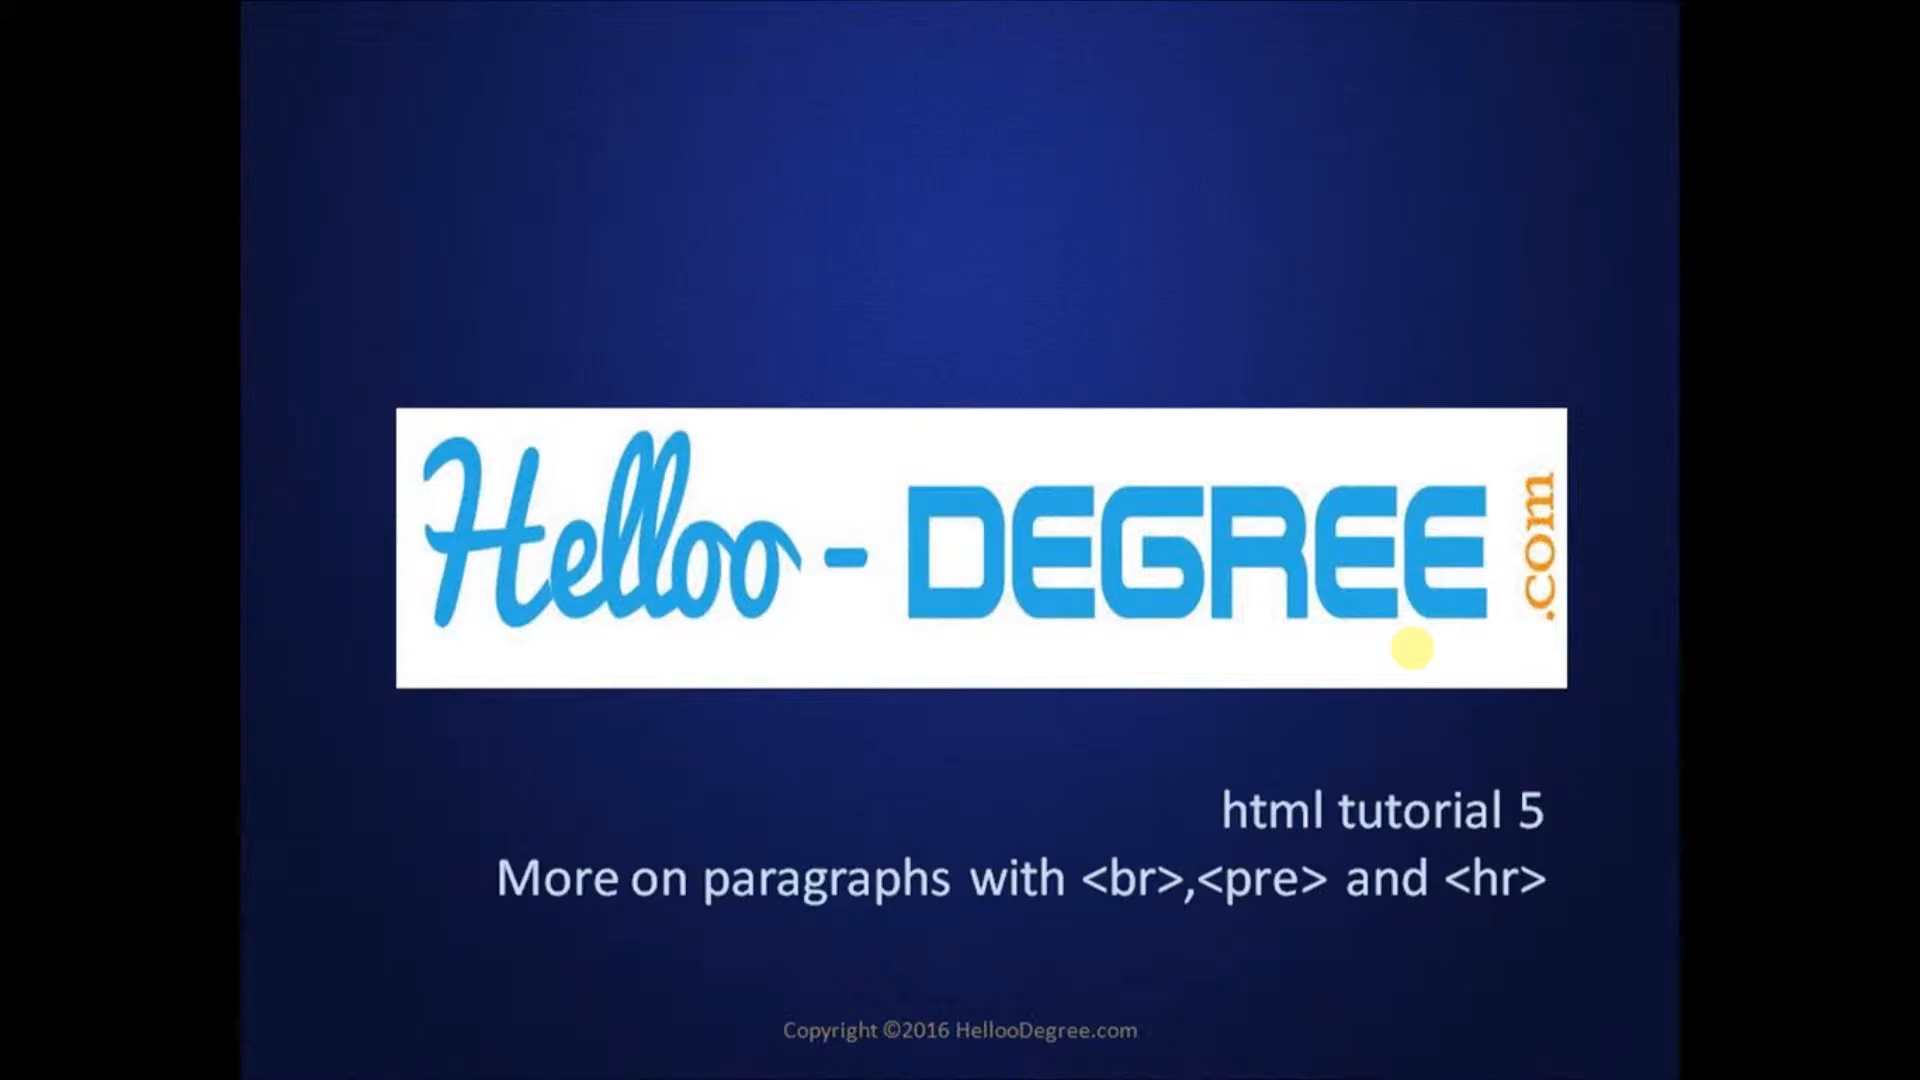 Helloo - DEGREE .com
html tutorial 5
More on paragraphs with <br>,<pre> and <hr>
Copyright ©2016 HellooDegree.com